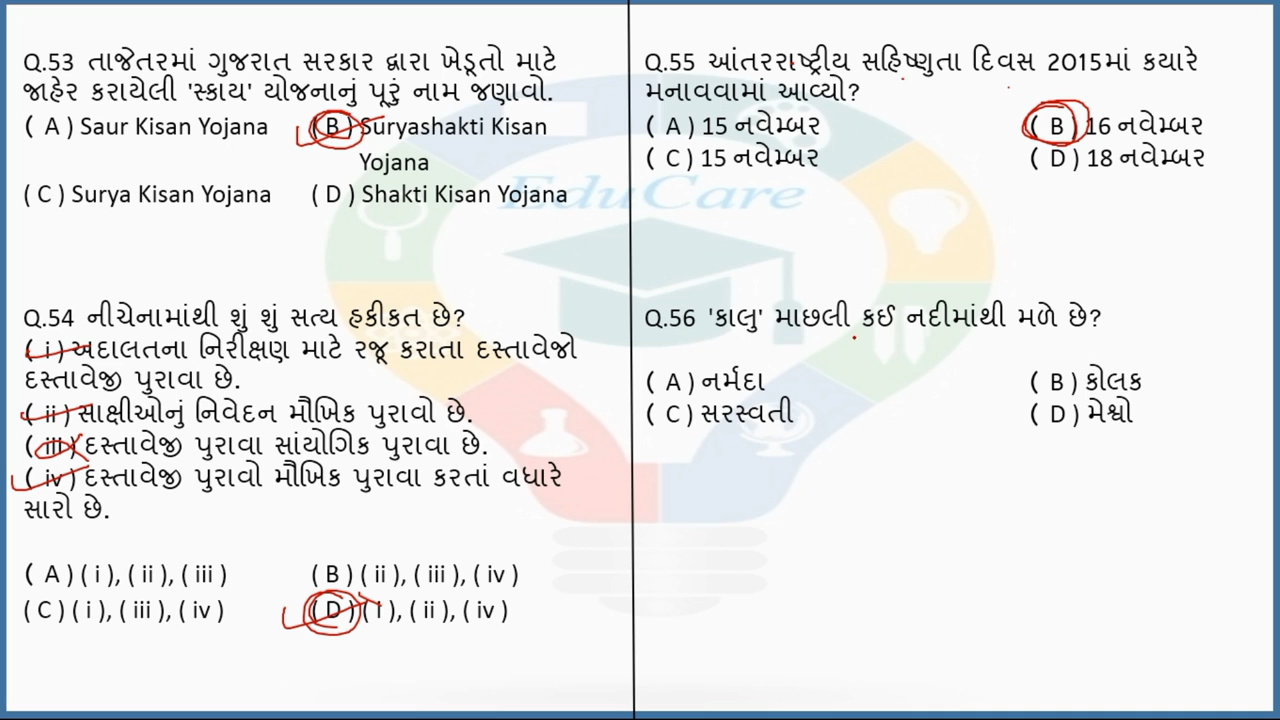 Q.53 તાજેતરમાં ગુજરાત સરકાર દ્વારા ખેડૂતો માટે
જાહેર કરાયેલી 'સ્કાય' યોજનાનું પૂરું નામ જણાવો.
( A ) Saur Kisan Yojana ( B ) Suryashakti Kisan
Yojana
( C ) Surya Kisan Yojana ( D ) Shakti Kisan Yojana
Q.54 નીચેનામાંથી શું શું સત્ય હકીકત છે?
( i ) અદાલતના નિરીક્ષણ માટે રજૂ કરાતા દસ્તાવેજો
દસ્તાવેજી પુરાવા છે.
( ii ) સાક્ષીઓનું નિવેદન મૌખિક પુરાવો છે.
( iii ) દસ્તાવેજી પુરાવા સાંયોગિક પુરાવા છે.
( iv ) દસ્તાવેજી પુરાવો મૌખિક પુરાવા કરતાં વધારે
સારો છે.
( A ) ( i ), ( ii ), ( iii ) ( B ) ( ii ), ( iii ), ( iv )
( C ) ( i ), ( iii ), ( iv ) ( D ) ( i ), ( ii ), ( iv )
Q.55 આંતરરાષ્ટ્રીય સહિષ્ણુતા દિવસ 2015માં કયારે
મનાવવામાં આવ્યો?
( A ) 15 નવેમ્બર ( B ) 16 નવેમ્બર
( C ) 15 નવેમ્બર ( D ) 18 નવેમ્બર
EduCare
Q.56 'કાલુ' માછલી કઈ નદીમાંથી મળે છે?
( A ) નર્મદા ( B ) કોલક
( C ) સરસ્વતી ( D ) મેશ્વો